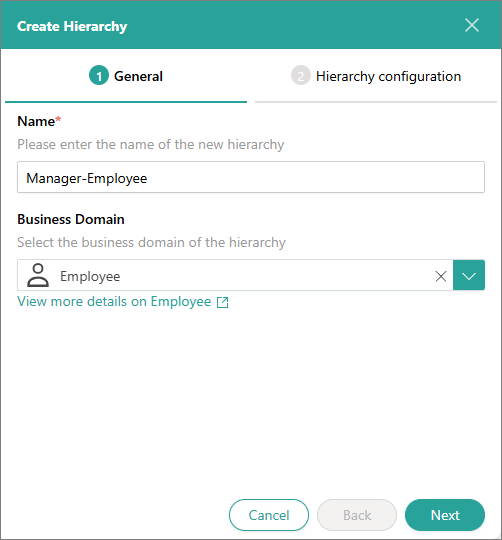 Create Hierarchy
1 General
2 Hierarchy configuration
Name*
Please enter the name of the new hierarchy
Manager-Employee
Business Domain
Select the business domain of the hierarchy
Employee
View more details on Employee
Cancel
Back
Next